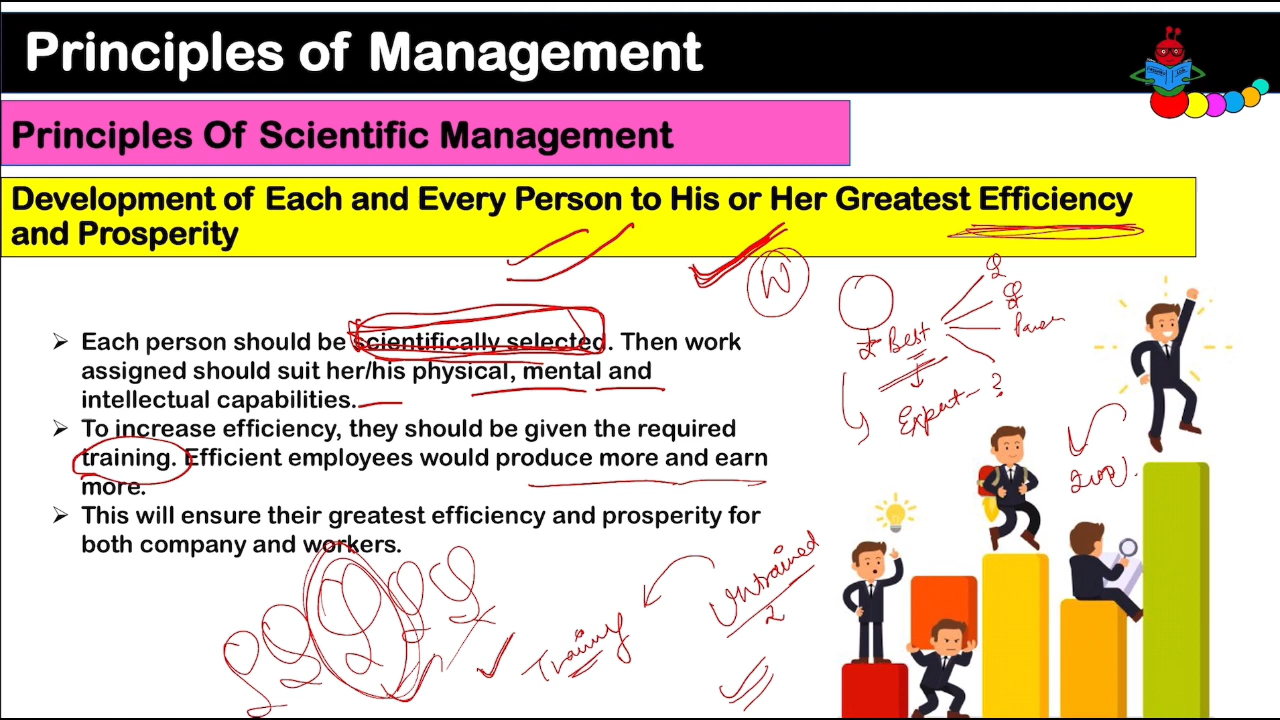 Principles of Management
Principles Of Scientific Management
Development of Each and Every Person to His or Her Greatest Efficiency
and Prosperity
➢ Each person should be scientifically selected. Then work
assigned should suit her/his physical, mental and
intellectual capabilities.
➢ To increase efficiency, they should be given the required
training. Efficient employees would produce more and earn
more.
➢ This will ensure their greatest efficiency and prosperity for
both company and workers.
W
Best
Expert - ?
Untrained
2
Training